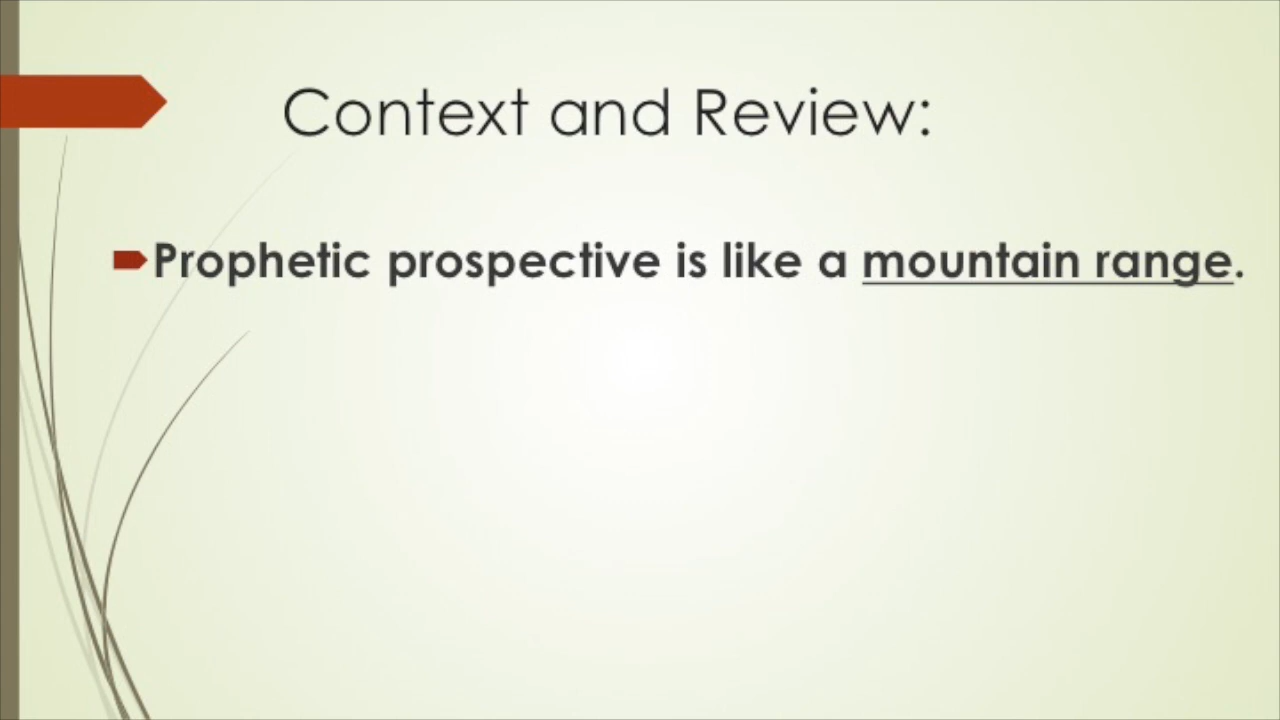 Context and Review:
Prophetic prospective is like a mountain range.